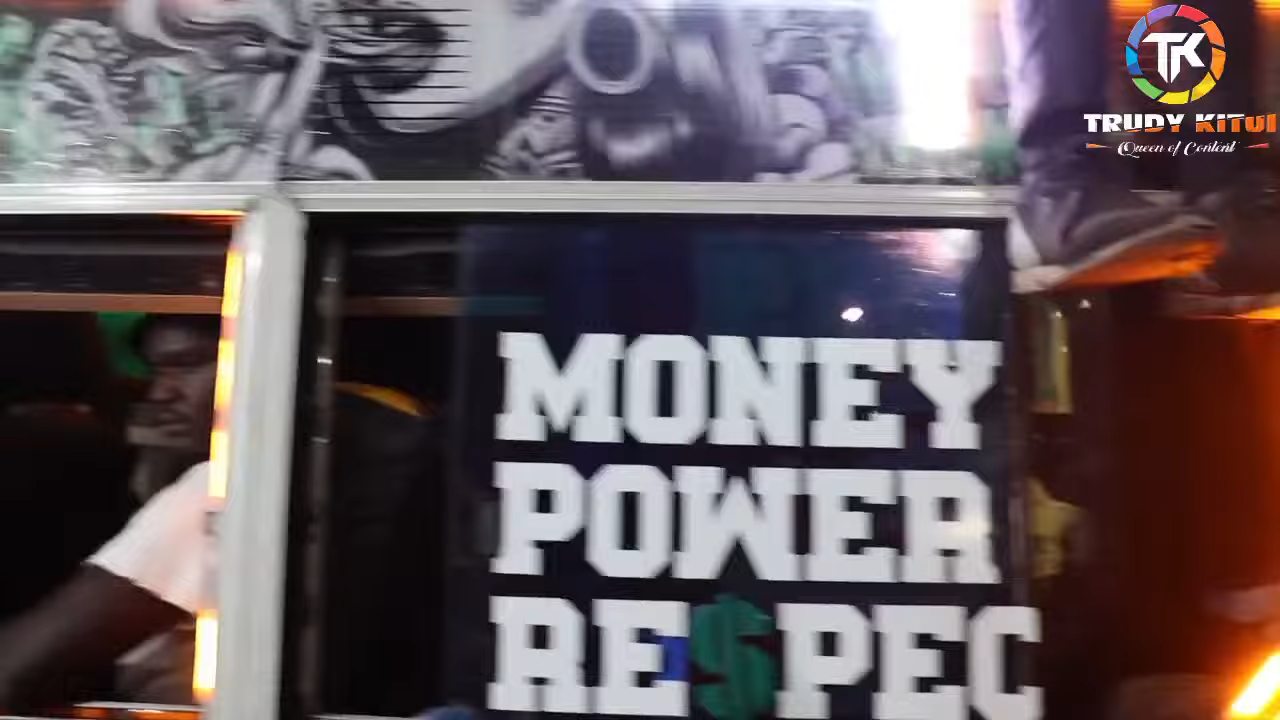 TK
TRUDY KITUI
Queen of Content
MONEY
POWER
RE$PEC